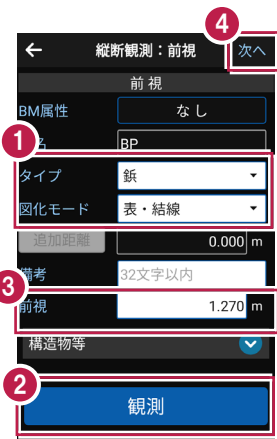 4
← 縦断観測：前視 次へ
前 視
BM属性 な し
1
名 BP
タイプ 鋲
図化モード 表・結線
追加距離 0.000 m
備考 32文字以内
3
前視 1.270 m
構造物等
2
観測